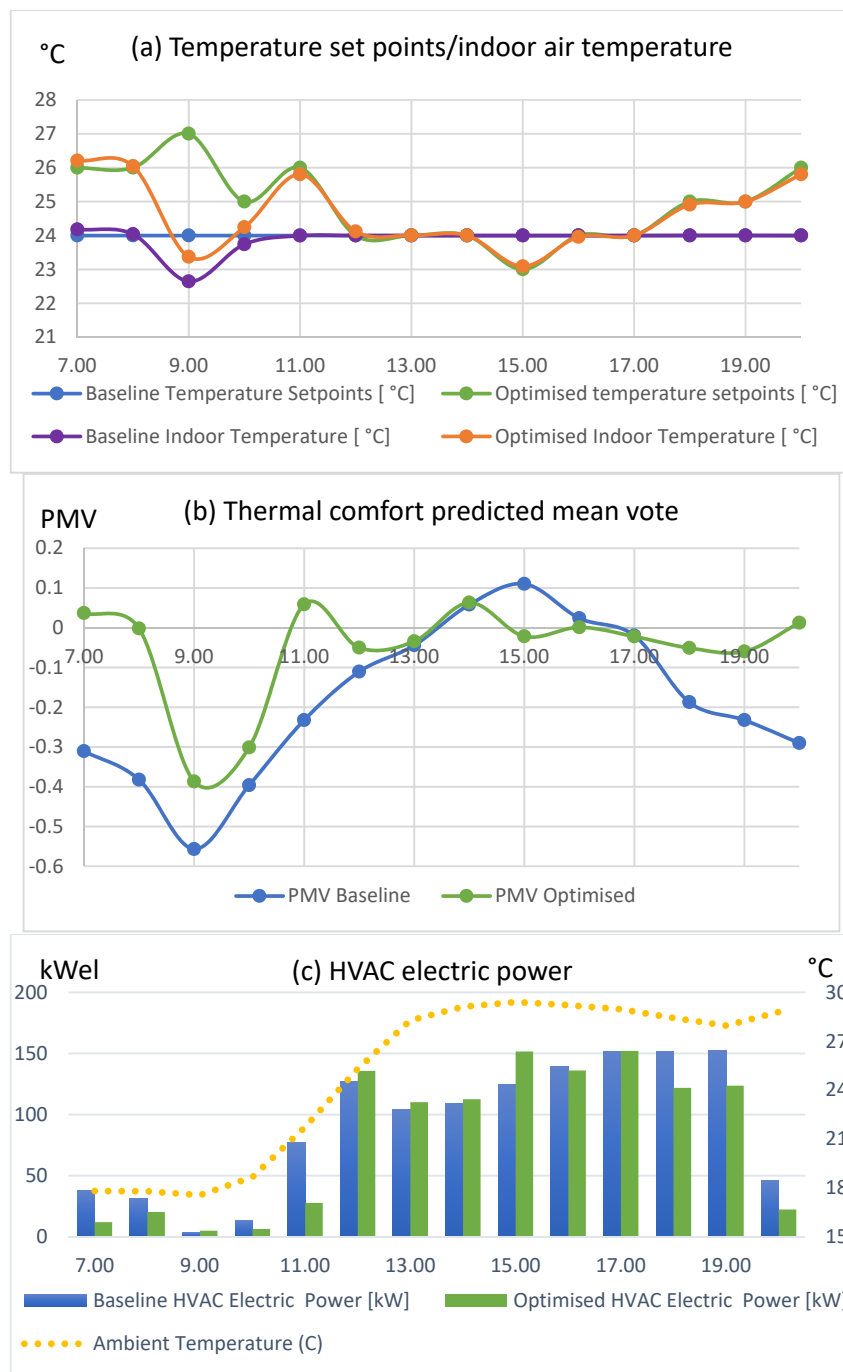 (a) Temperature set points/indoor air temperature
°C
28
27
26
25
24
23
22
21
7.00 9.00 11.00 13.00 15.00 17.00 19.00
Baseline Temperature Setpoints [ °C] Optimised temperature setpoints [ °C]
Baseline Indoor Temperature [ °C] Optimised Indoor Temperature [ °C]
PMV (b) Thermal comfort predicted mean vote
0.2
0.1
0
7.00 9.00 11.00 13.00 15.00 17.00 19.00
-0.1
-0.2
-0.3
-0.4
-0.5
-0.6
PMV Baseline PMV Optimised
kWel (c) HVAC electric power °C
200 30
27
150
24
100
21
50
18
0 15
7.00 9.00 11.00 13.00 15.00 17.00 19.00
Baseline HVAC Electric Power [kW] Optimised HVAC Electric Power [kW]
Ambient Temperature (C)